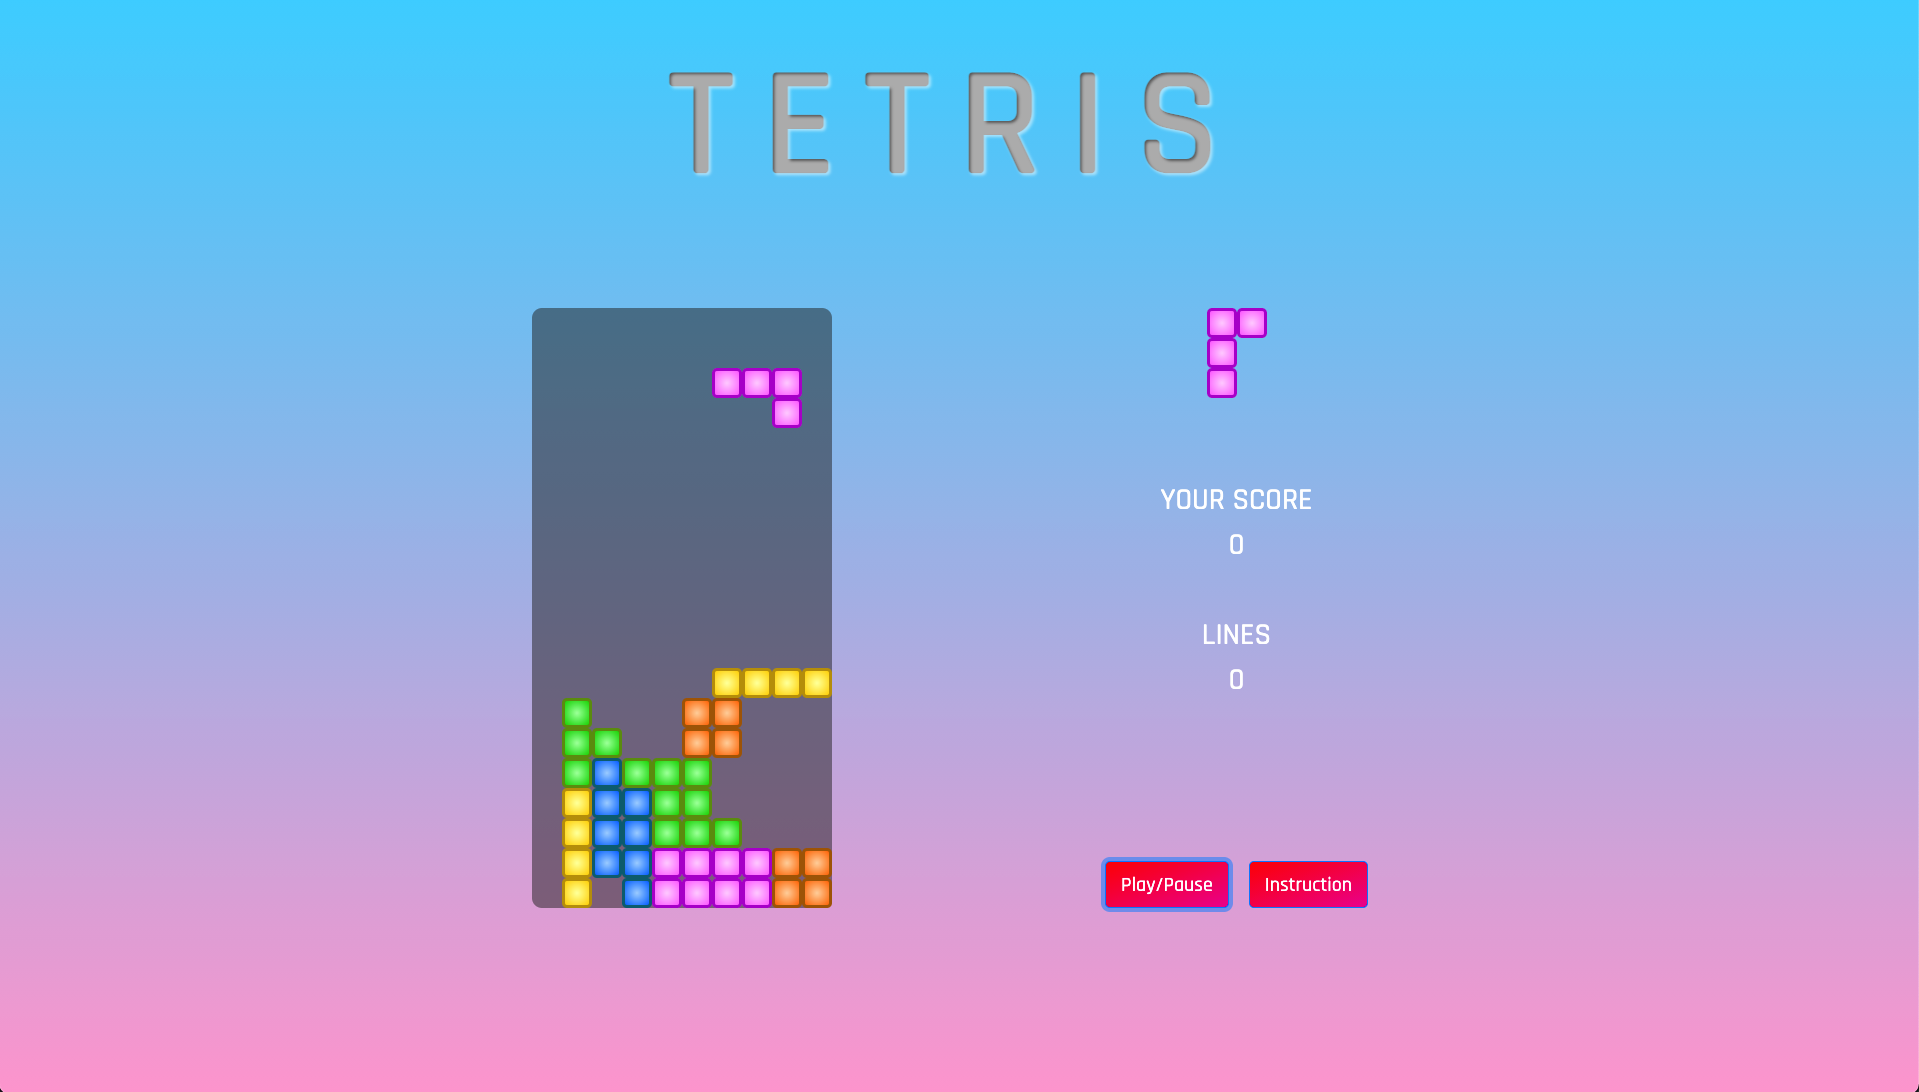 TETRIS
YOUR SCORE
0
LINES
0
Play/Pause
Instruction